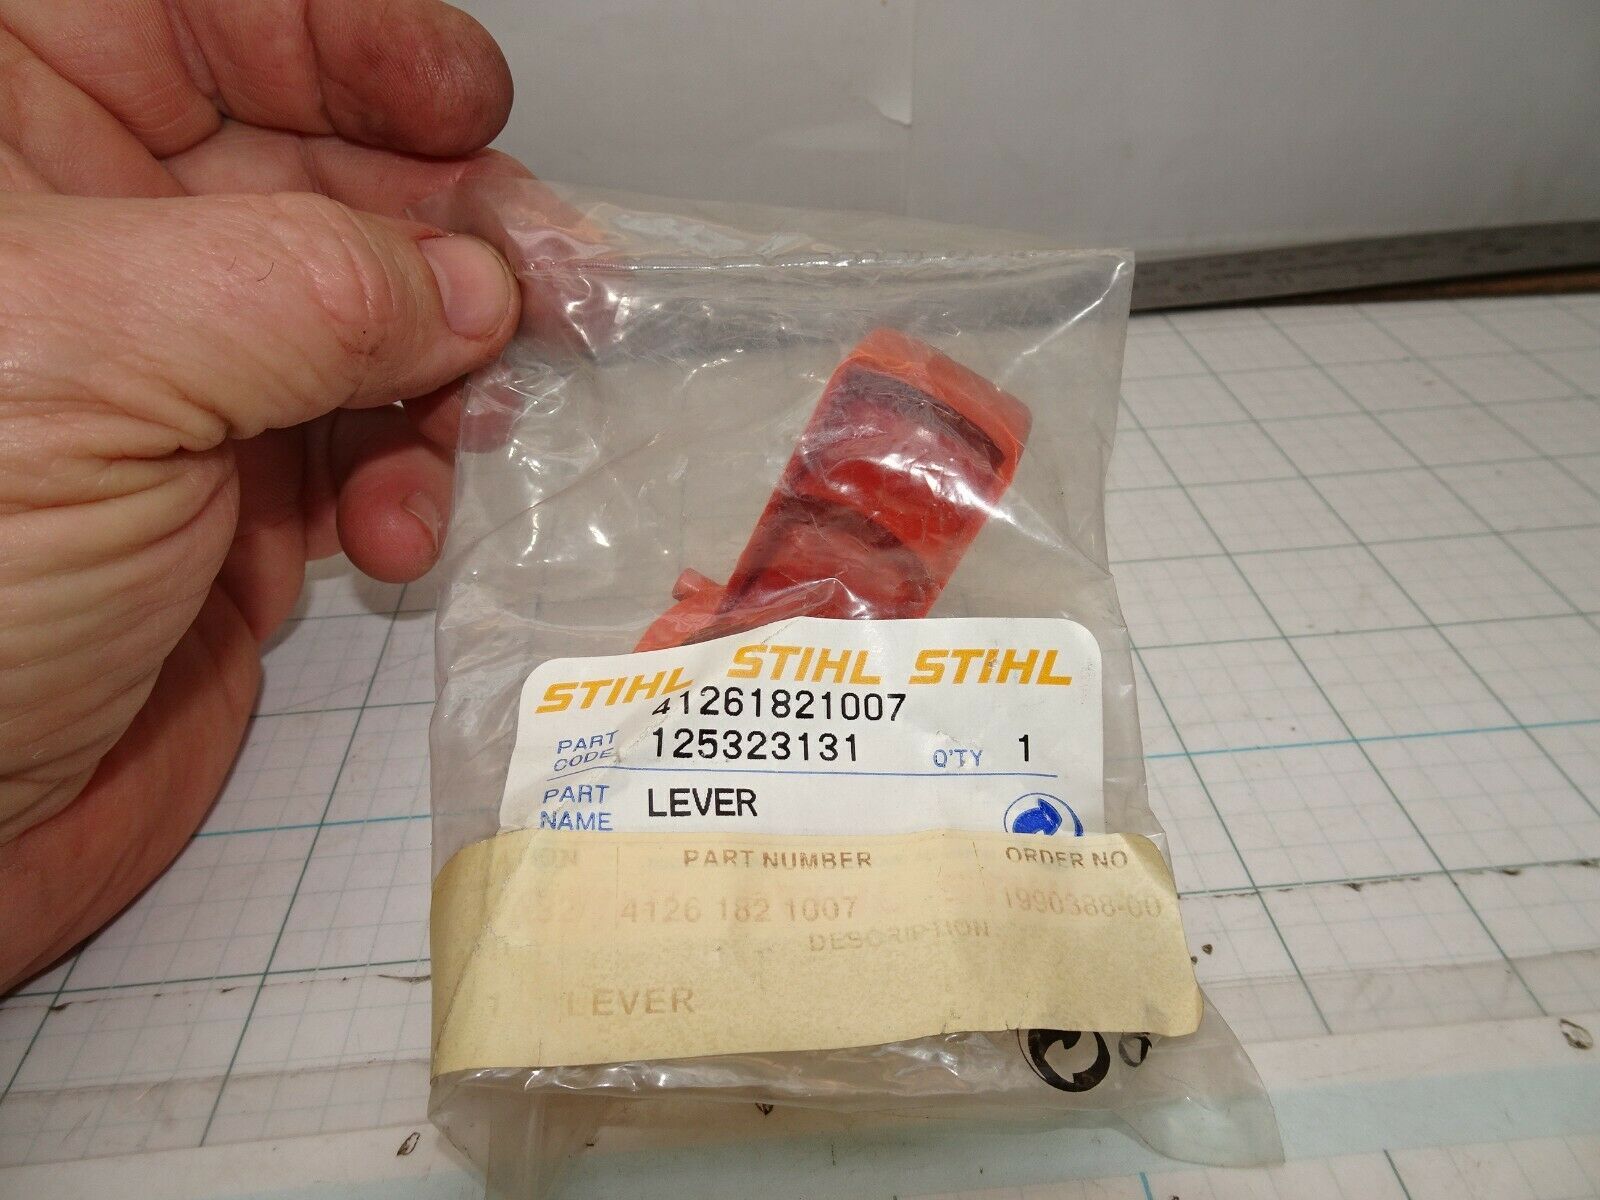 STIHL STIHL STIHL
41261821007
PART CODE 125323131 Q'TY 1
PART NAME LEVER
PART NUMBER ORDER NO
4126 182 1007 1990388-00
DESCRIPTION
LEVER